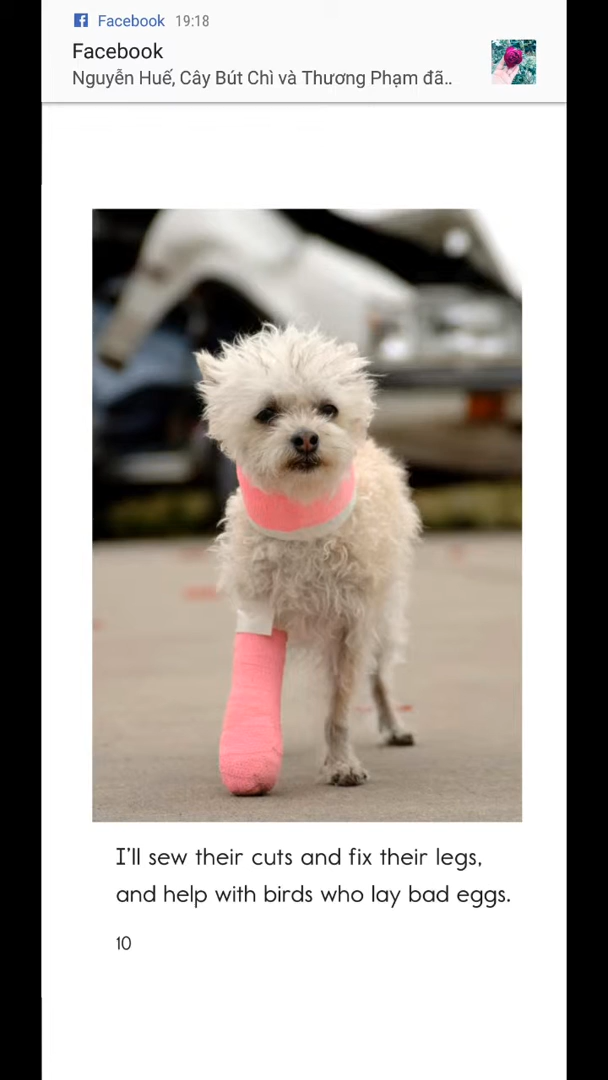 Facebook 19:18
Facebook
Nguyễn Huế, Cây Bút Chì và Thương Phạm đã..
I'll sew their cuts and fix their legs,
and help with birds who lay bad eggs.
10